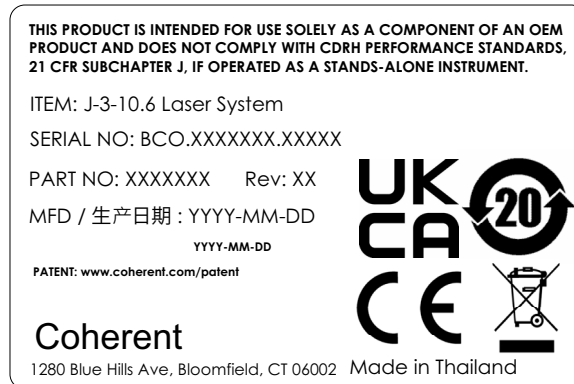 THIS PRODUCT IS INTENDED FOR USE SOLELY AS A COMPONENT OF AN OEM
PRODUCT AND DOES NOT COMPLY WITH CDRH PERFORMANCE STANDARDS,
21 CFR SUBCHAPTER J, IF OPERATED AS A STANDS-ALONE INSTRUMENT.
ITEM: J-3-10.6 Laser System
SERIAL NO: BCO.XXXXXXX.XXXXX
PART NO: XXXXXXX Rev: XX
MFD / 生产日期 : YYYY-MM-DD
YYYY-MM-DD
PATENT: www.coherent.com/patent
UK
CA
20
CE
Coherent
1280 Blue Hills Ave, Bloomfield, CT 06002 Made in Thailand